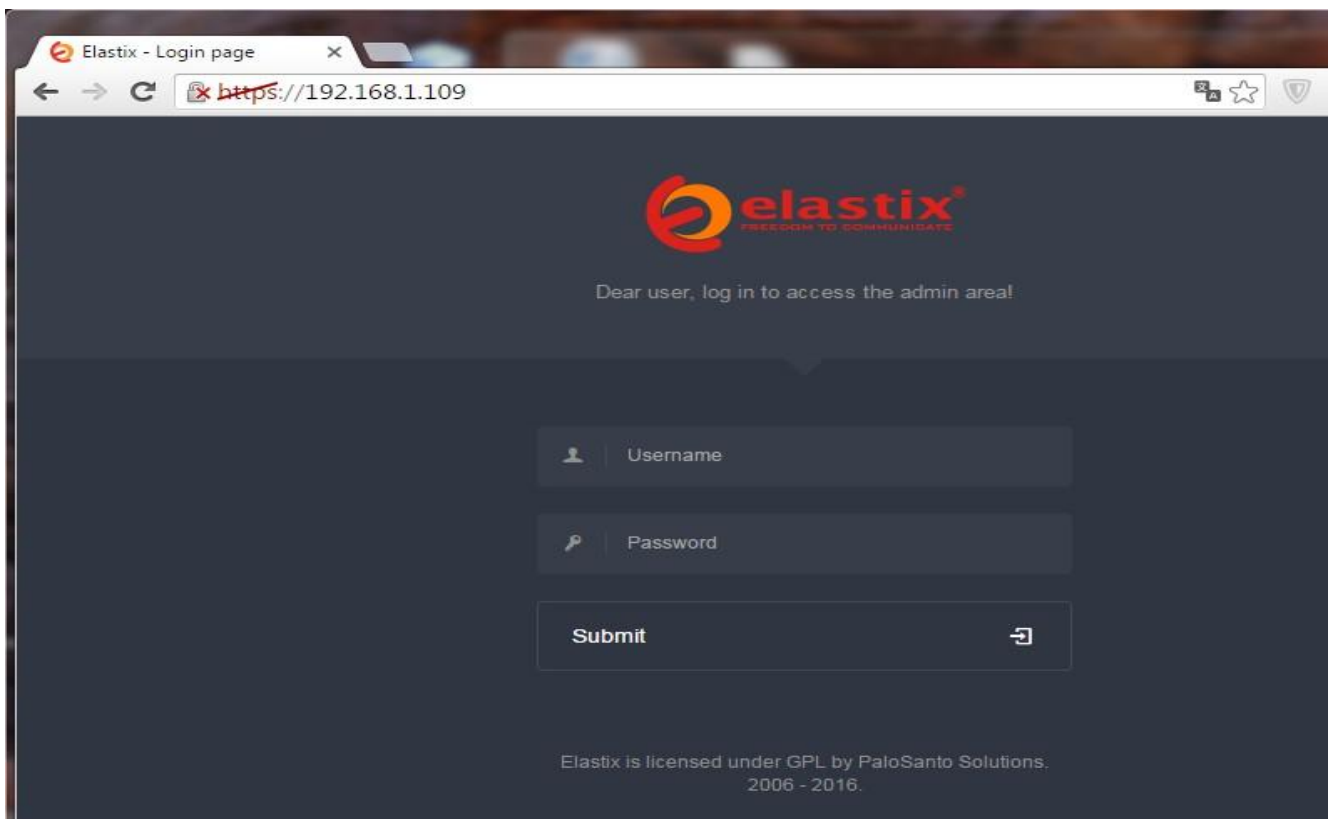 Elastix - Login page
https://192.168.1.109
elastix®
FREEDOM TO COMMUNICATE
Dear user, log in to access the admin area!
Username
Password
Submit
Elastix is licensed under GPL by PaloSanto Solutions.
2006 - 2016.